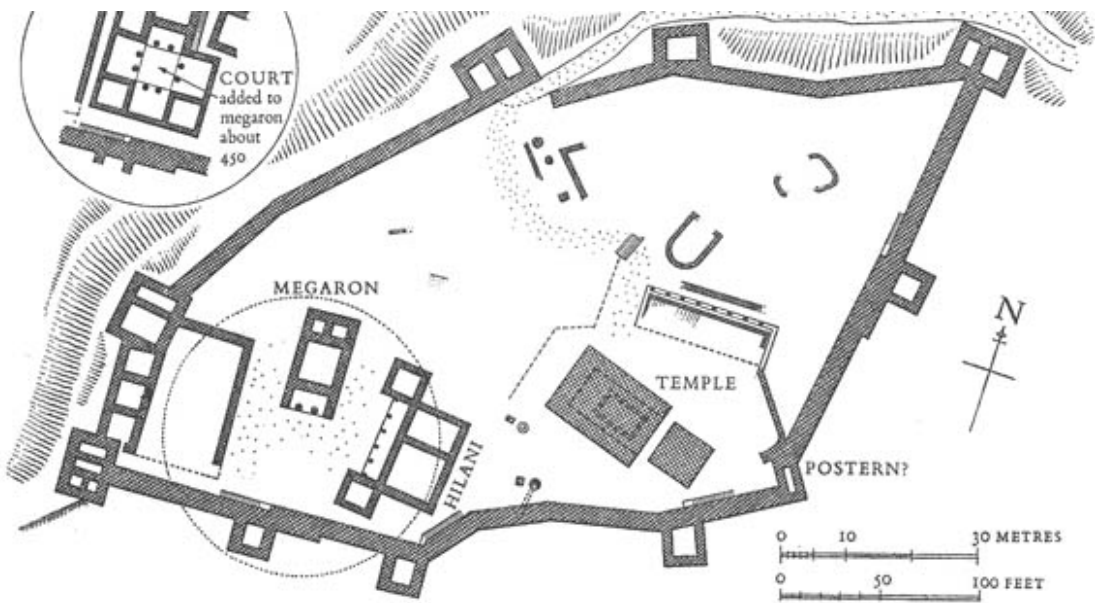 COURT
added to
megaron
about
450
MEGARON
HILANI
TEMPLE
POSTERN?
N
0 10 30 METRES
0 50 100 FEET